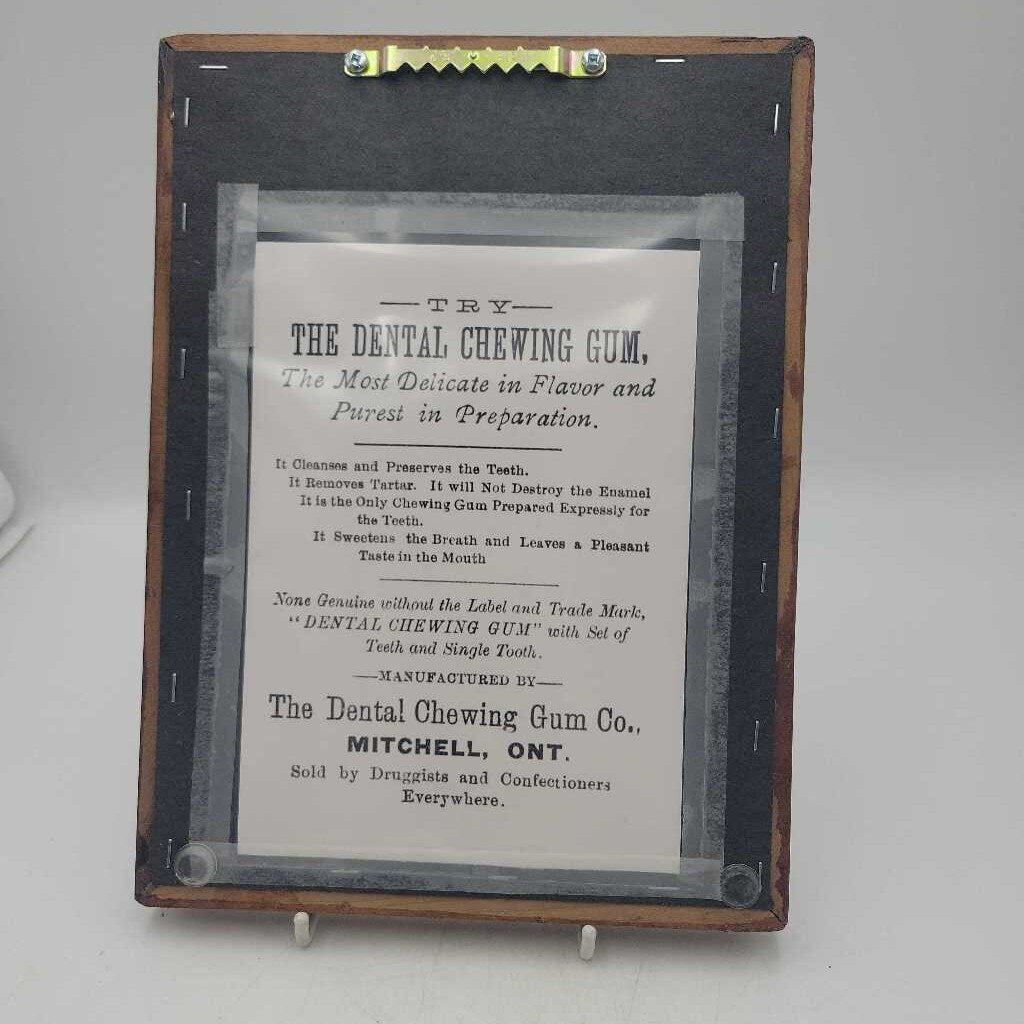 —TRY—
THE DENTAL CHEWING GUM,
The Most Delicate in Flavor and
Purest in Preparation.
It Cleanses and Preserves the Teeth.
It Removes Tartar. It will Not Destroy the Enamel
It is the Only Chewing Gum Prepared Expressly for
the Teeth.
It Sweetens the Breath and Leaves a Pleasant
Taste in the Mouth
None Genuine without the Label and Trade Mark,
"DENTAL CHEWING GUM" with Set of
Teeth and Single Tooth.
—MANUFACTURED BY—
The Dental Chewing Gum Co.,
MITCHELL, ONT.
Sold by Druggists and Confectioners
Everywhere.